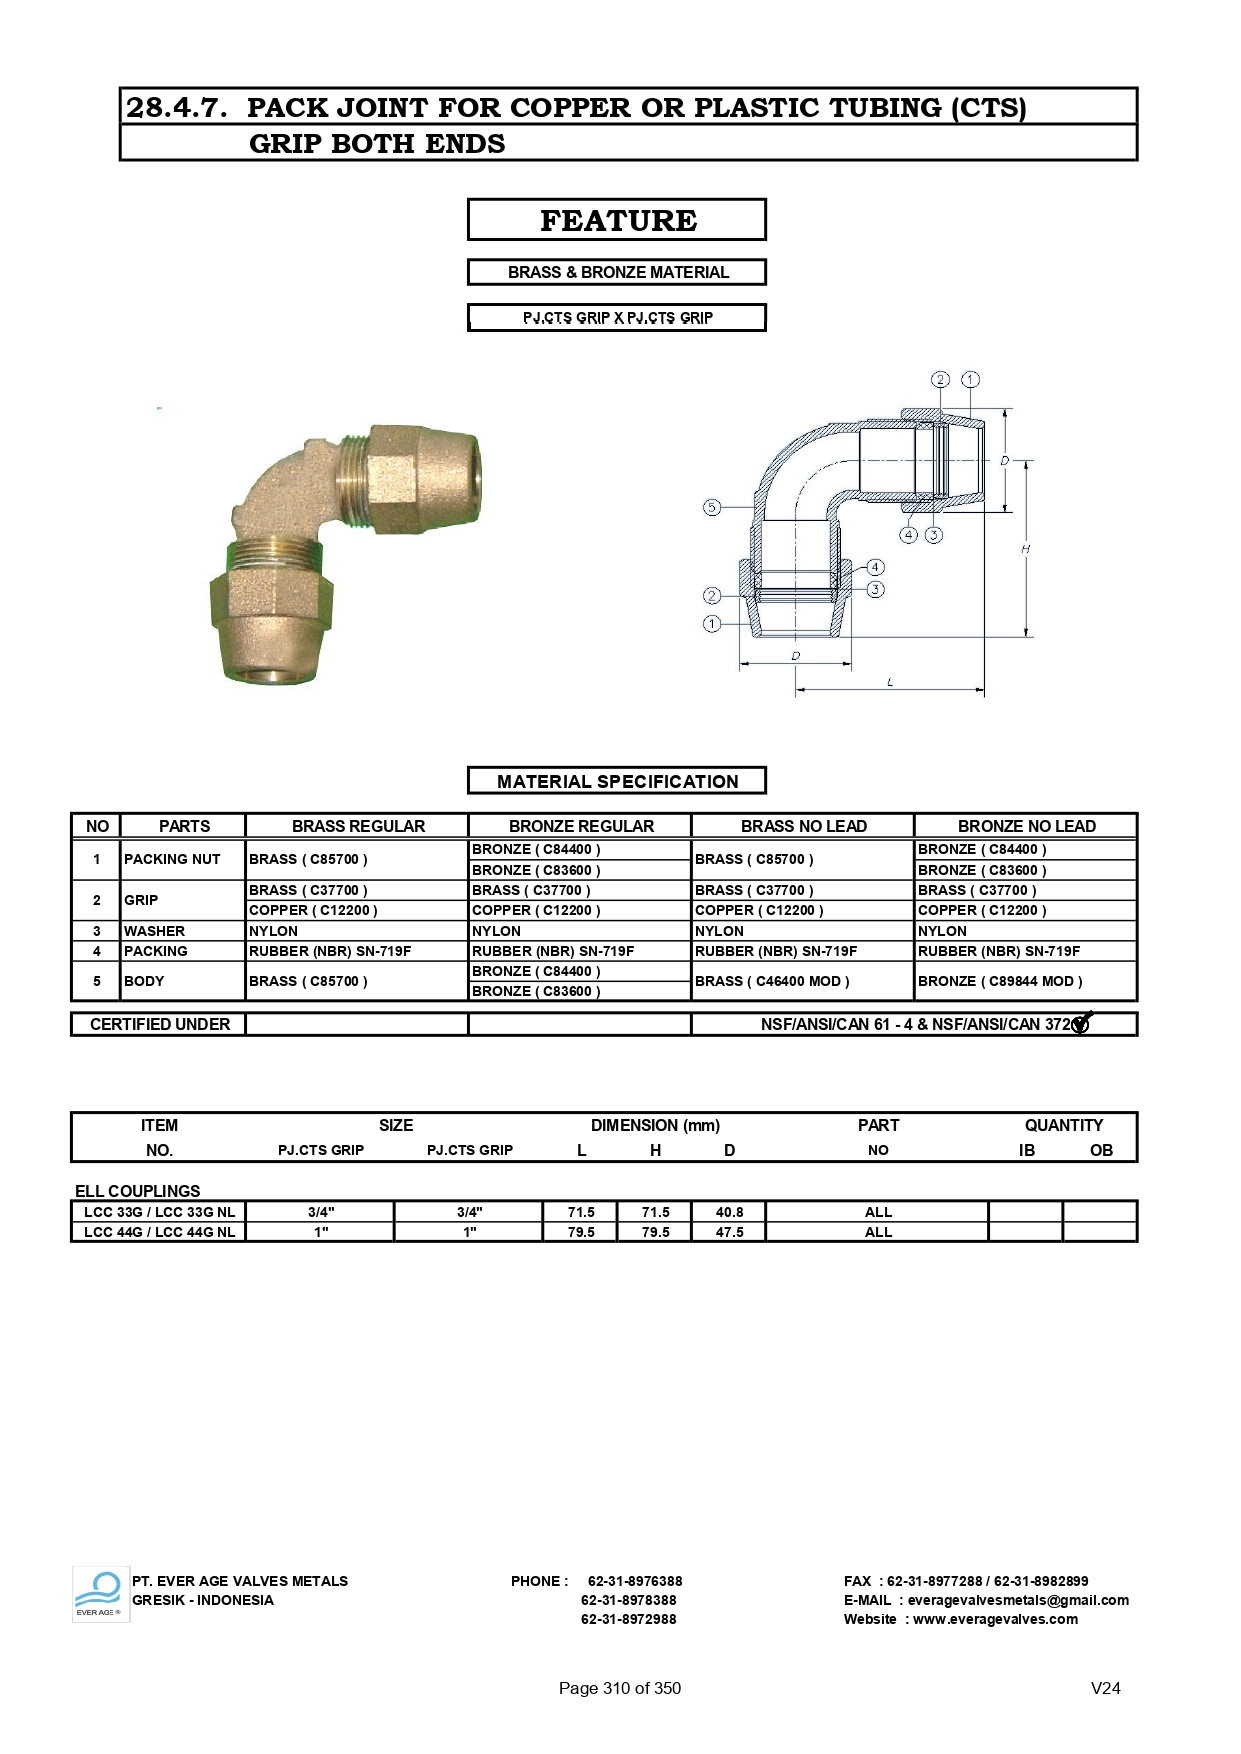 28.4.7. PACK JOINT FOR COPPER OR PLASTIC TUBING (CTS)
GRIP BOTH ENDS
FEATURE
BRASS & BRONZE MATERIAL
PJ.CTS GRIP X PJ.CTS GRIP
2 1
D
5
4 3
H
4
3
2
1
D
L
MATERIAL SPECIFICATION
NO PARTS BRASS REGULAR BRONZE REGULAR BRASS NO LEAD BRONZE NO LEAD
1 PACKING NUT BRASS ( C85700 ) BRONZE ( C84400 ) BRASS ( C85700 ) BRONZE ( C84400 )
BRONZE ( C83600 ) BRONZE ( C83600 )
2 GRIP BRASS ( C37700 ) BRASS ( C37700 ) BRASS ( C37700 ) BRASS ( C37700 )
COPPER ( C12200 ) COPPER ( C12200 ) COPPER ( C12200 ) COPPER ( C12200 )
3 WASHER NYLON NYLON NYLON NYLON
4 PACKING RUBBER (NBR) SN-719F RUBBER (NBR) SN-719F RUBBER (NBR) SN-719F RUBBER (NBR) SN-719F
5 BODY BRASS ( C85700 ) BRONZE ( C84400 ) BRASS ( C46400 MOD ) BRONZE ( C89844 MOD )
BRONZE ( C83600 )
CERTIFIED UNDER NSF/ANSI/CAN 61 - 4 & NSF/ANSI/CAN 372
ITEM SIZE DIMENSION (mm) PART QUANTITY
NO. PJ.CTS GRIP PJ.CTS GRIP L H D NO IB OB
ELL COUPLINGS
LCC 33G / LCC 33G NL 3/4" 3/4" 71.5 71.5 40.8 ALL
LCC 44G / LCC 44G NL 1" 1" 79.5 79.5 47.5 ALL
EVER AGE ®
PT. EVER AGE VALVES METALS PHONE : 62-31-8976388 FAX : 62-31-8977288 / 62-31-8982899
GRESIK - INDONESIA 62-31-8978388 E-MAIL : everagevalvesmetals@gmail.com
62-31-8972988 Website : www.everagevalves.com
Page 310 of 350 V24